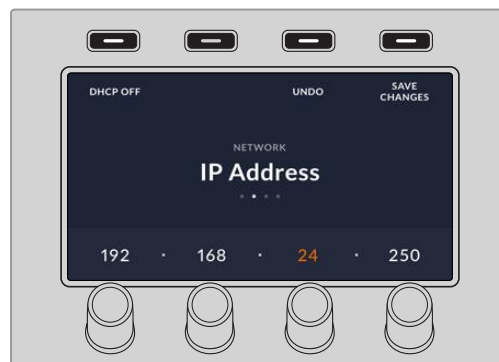 DHCP OFF
UNDO
SAVE
CHANGES
NETWORK
IP Address
192 · 168 · 24 · 250